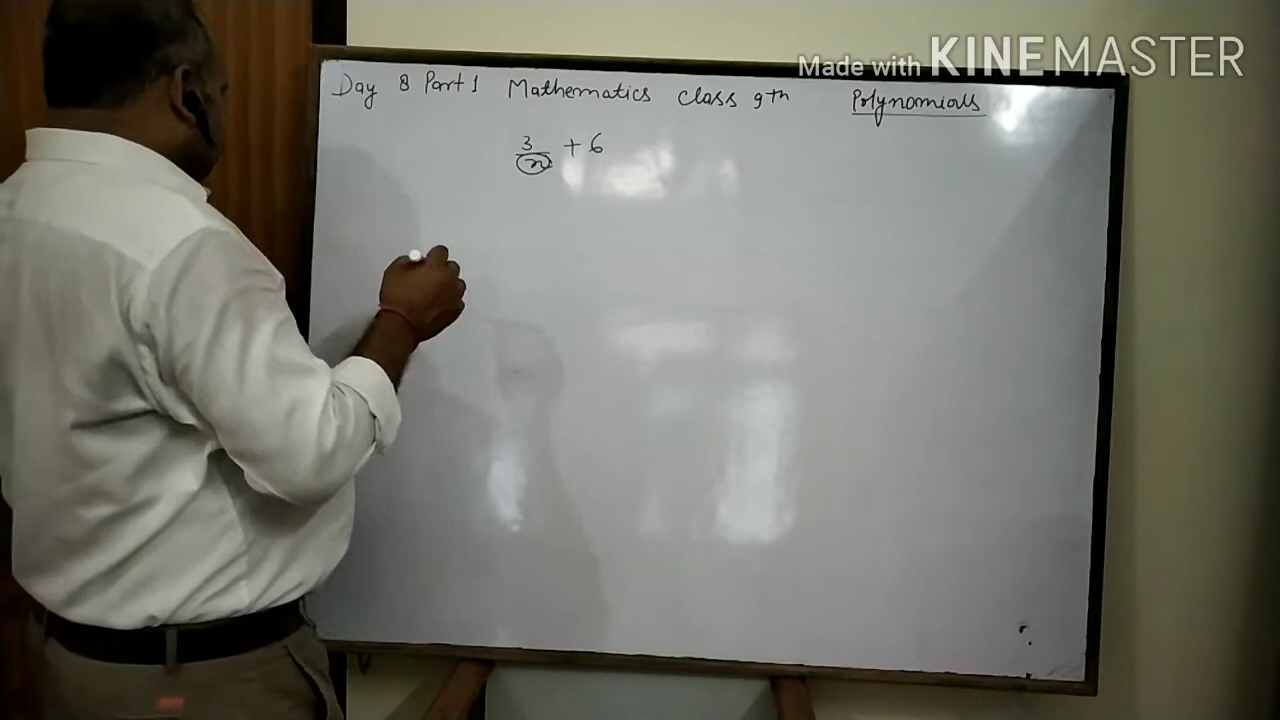 Made with KINEMASTER
Day 8 Part 1 Mathematics Class 9th Polynomials
3/x + 6